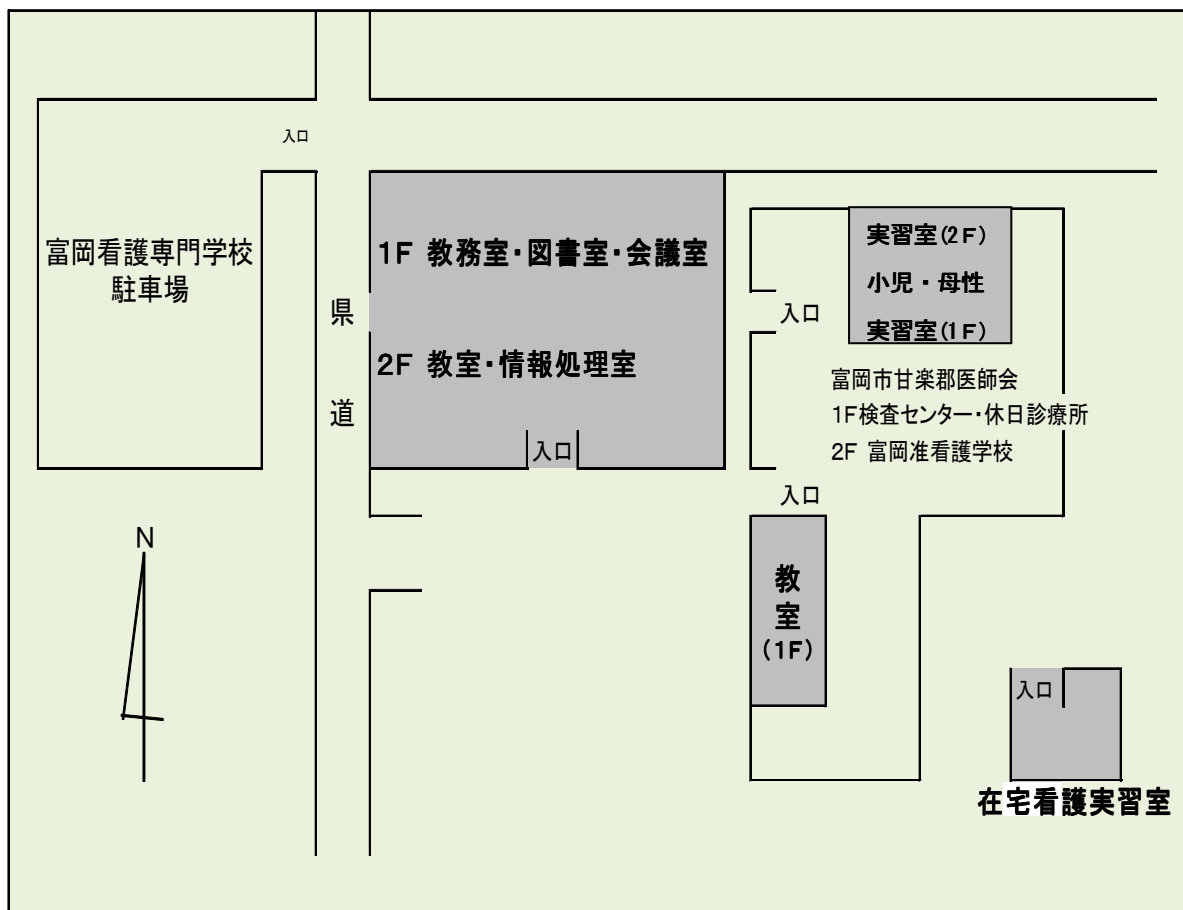 入口
富岡看護専門学校
駐車場
県
道
1F 教務室・図書室・会議室
2F 教室・情報処理室
入口
実習室(2F)
小児・母性
実習室(1F)
入口
富岡市甘楽郡医師会
1F検査センター・休日診療所
2F 富岡准看護学校
入口
N
教
室
(1F)
入口
在宅看護実習室